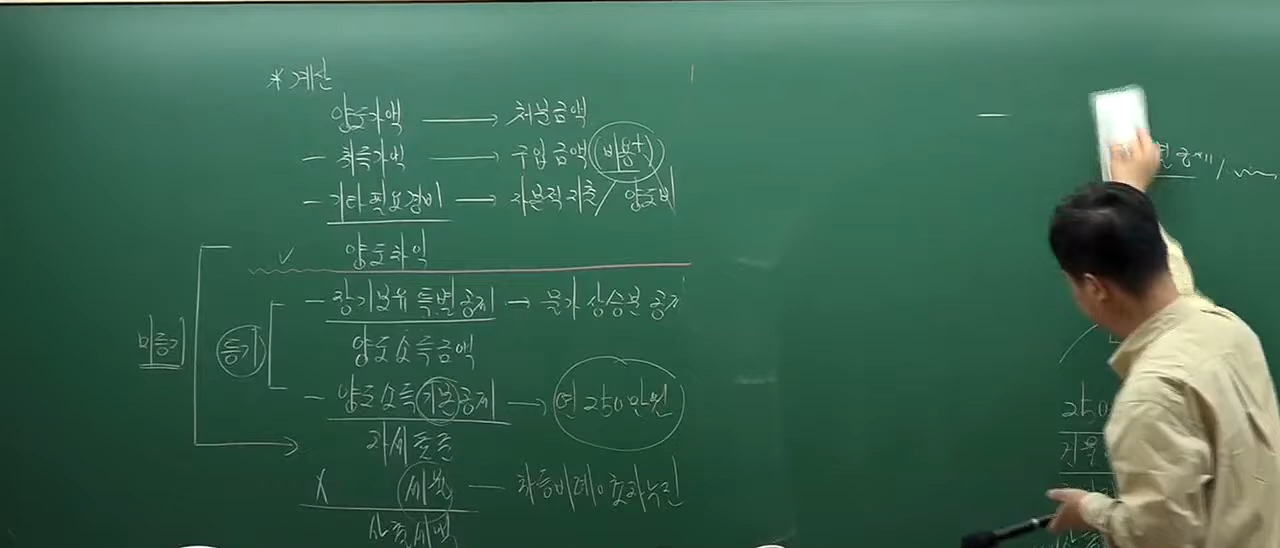 * 계산
양도가액 → 처분금액
- 취득가액 → 구입금액 비용+
- 기타필요경비 → 자본적지출 / 양도비
양도차익
- 장기보유특별공제 → 물가 상승분 공제
미등기 등기
양도소득금액
- 양도소득기본공제 → 연 250만원
과세표준
X 세율 - 차등비례, 초과누진
산출세액
250